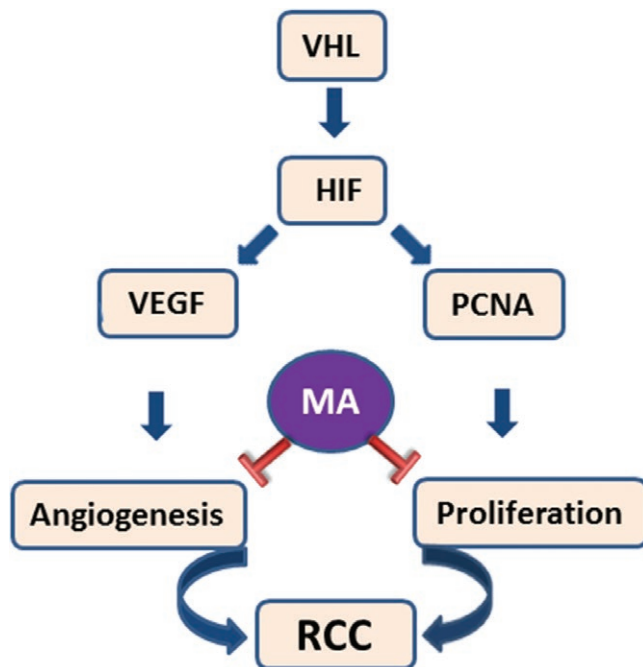 VHL
HIF
VEGF
PCNA
MA
Angiogenesis
Proliferation
RCC